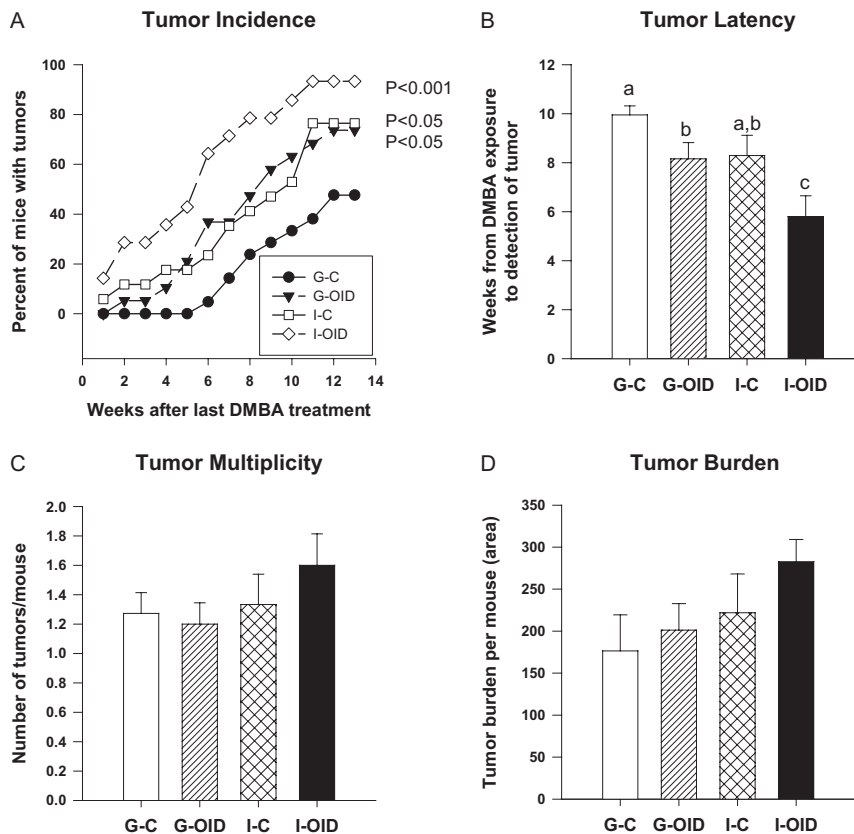 A Tumor Incidence
Percent of mice with tumors
100
80
60
40
20
0
P<0.001
P<0.05
P<0.05
G-C
G-OID
I-C
I-OID
0 2 4 6 8 10 12 14
Weeks after last DMBA treatment
B Tumor Latency
Weeks from DMBA exposure
to detection of tumor
12
10
8
6
4
2
0
a
b
a,b
c
G-C G-OID I-C I-OID
C Tumor Multiplicity
Number of tumors/mouse
2.0
1.8
1.6
1.4
1.2
1.0
0.8
0.6
0.4
0.2
0.0
G-C G-OID I-C I-OID
D Tumor Burden
Tumor burden per mouse (area)
350
300
250
200
150
100
50
0
G-C G-OID I-C I-OID